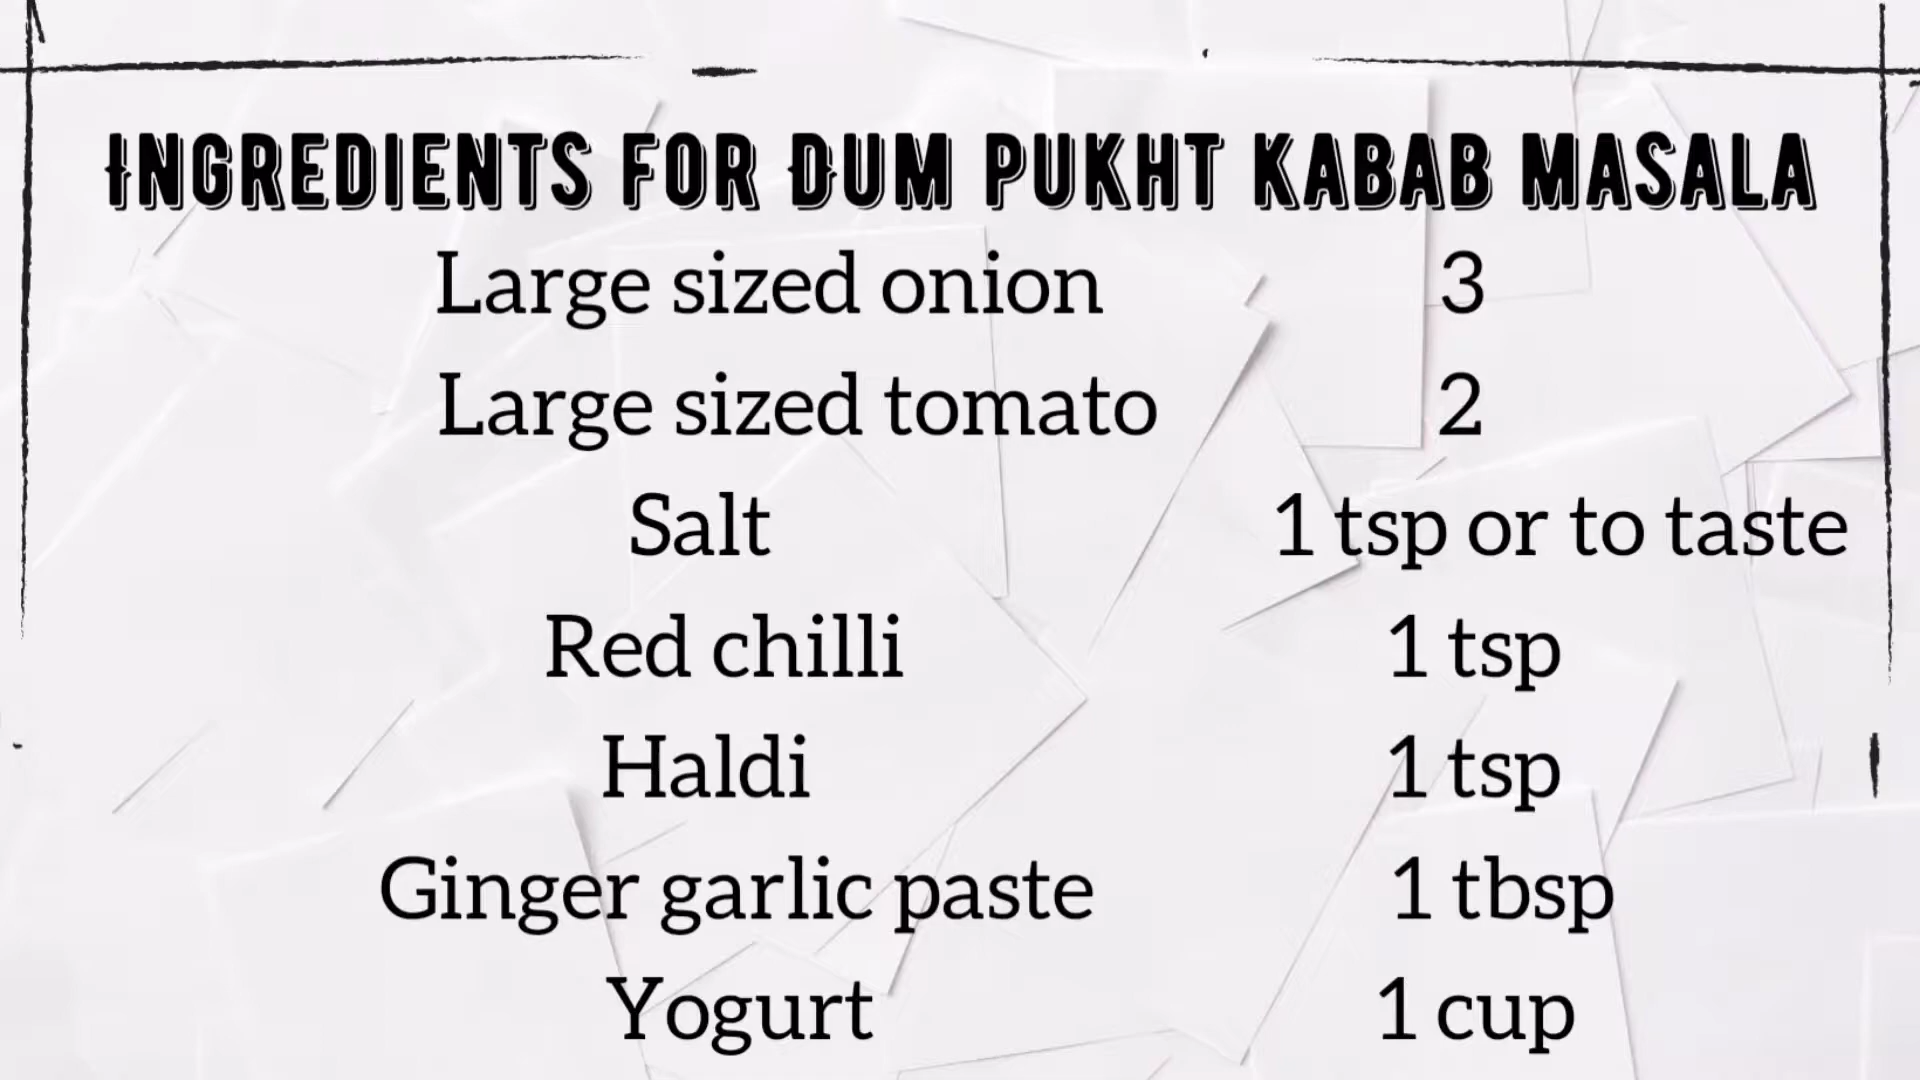 Ingredients for Dum Pukht Kabab Masala
Large sized onion 3
Large sized tomato 2
Salt 1 tsp or to taste
Red chilli 1 tsp
Haldi 1 tsp
Ginger garlic paste 1 tbsp
Yogurt 1 cup